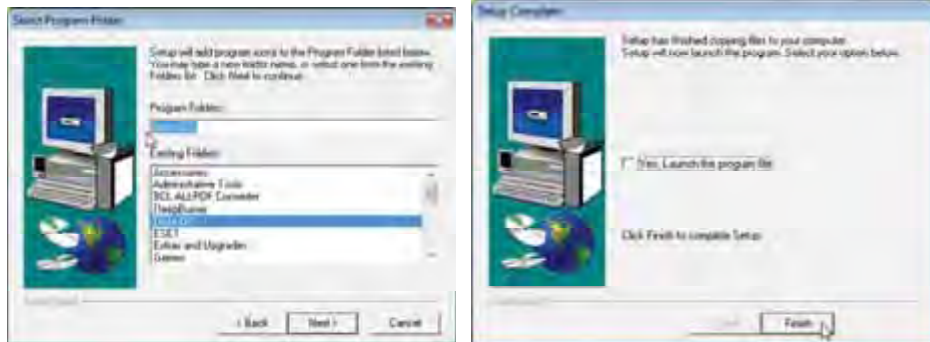 Select Program Folder
Setup will add program icons to the Program Folder listed below.
You may type a new folder name, or select one from the existing
Folders list. Click Next to continue.
Program Folders:
Existing Folders:
Accessories
Administrative Tools
BCL ALLPDF Converter
ESET
Extras and Upgrades
Games
< Back
Next >
Cancel
Setup Complete
Setup has finished copying files to your computer.
Setup will now launch the program. Select your option below.
Yes, Launch the program file
Click Finish to complete Setup.
Finish